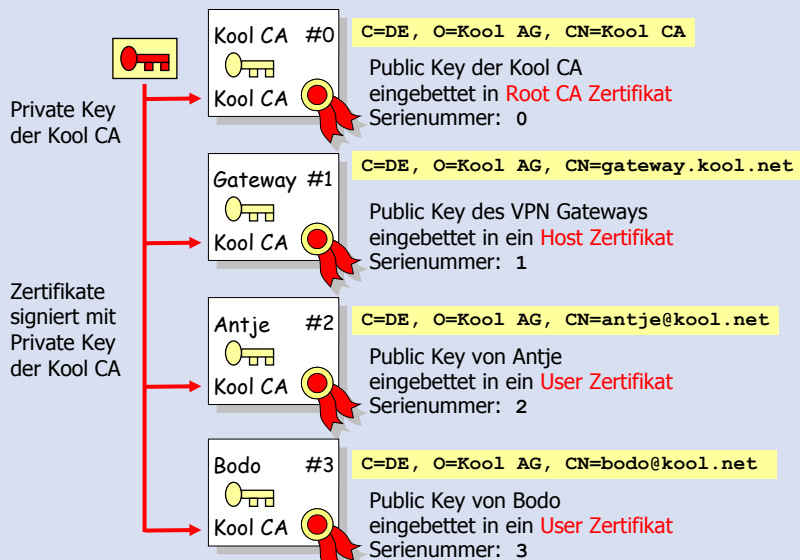 Private Key
der Kool CA
Kool CA #0
Kool CA
C=DE, O=Kool AG, CN=Kool CA
Public Key der Kool CA
eingebettet in Root CA Zertifikat
Serienummer: 0
Gateway #1
Kool CA
C=DE, O=Kool AG, CN=gateway.kool.net
Public Key des VPN Gateways
eingebettet in ein Host Zertifikat
Serienummer: 1
Zertifikate
signiert mit
Private Key
der Kool CA
Antje #2
Kool CA
C=DE, O=Kool AG, CN=antje@kool.net
Public Key von Antje
eingebettet in ein User Zertifikat
Serienummer: 2
Bodo #3
Kool CA
C=DE, O=Kool AG, CN=bodo@kool.net
Public Key von Bodo
eingebettet in ein User Zertifikat
Serienummer: 3